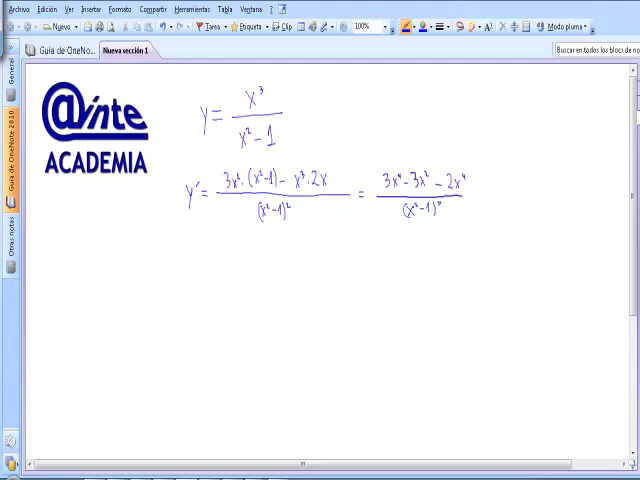 Archivo Edición Ver Insertar Compartir Herramientas Tabla Ventana ?
Nuevo Tarea Etiqueta Clip 100% Modo pluma
Guía de OneNote... Nueva sección 1 Buscar en todos los blocs de no
General
Guía de OneNote 2010
Otras notas
@inte
ACADEMIA
y = x³ / (x² - 1)
y' = (3x² · (x² - 1) - x³ · 2x) / (x² - 1)² = (3x⁴ - 3x² - 2x⁴) / (x² - 1)²